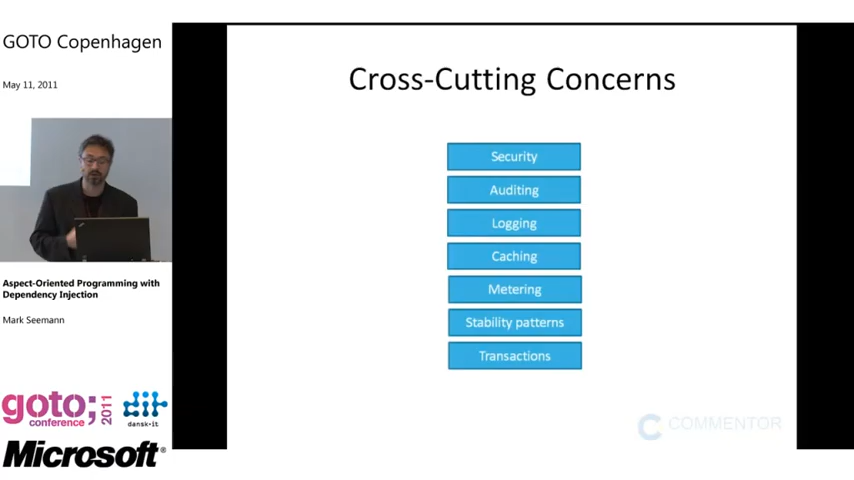 GOTO Copenhagen
May 11, 2011
Aspect-Oriented Programming with
Dependency Injection
Mark Seemann
goto;
conference
2011
dansk·it
Microsoft®
Cross-Cutting Concerns
Security
Auditing
Logging
Caching
Metering
Stability patterns
Transactions
COMMENTOR